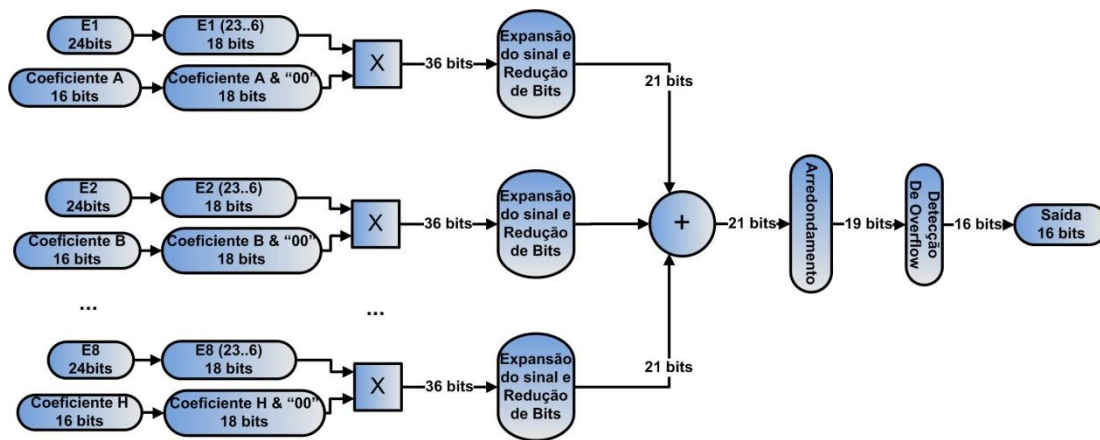 E1
24bits
E1 (23..6)
18 bits
Coeficiente A
16 bits
Coeficiente A & “00”
18 bits
X
36 bits
Expansão
do sinal e
Redução
de Bits
21 bits
E2
24bits
E2 (23..6)
18 bits
Coeficiente B
16 bits
Coeficiente B & “00”
18 bits
X
36 bits
Expansão
do sinal e
Redução
de Bits
+
21 bits
Arredondamento
19 bits
Detecção
De Overflow
16 bits
Saída
16 bits
...
...
E8
24bits
E8 (23..6)
18 bits
Coeficiente H
16 bits
Coeficiente H & “00”
18 bits
X
36 bits
Expansão
do sinal e
Redução
de Bits
21 bits